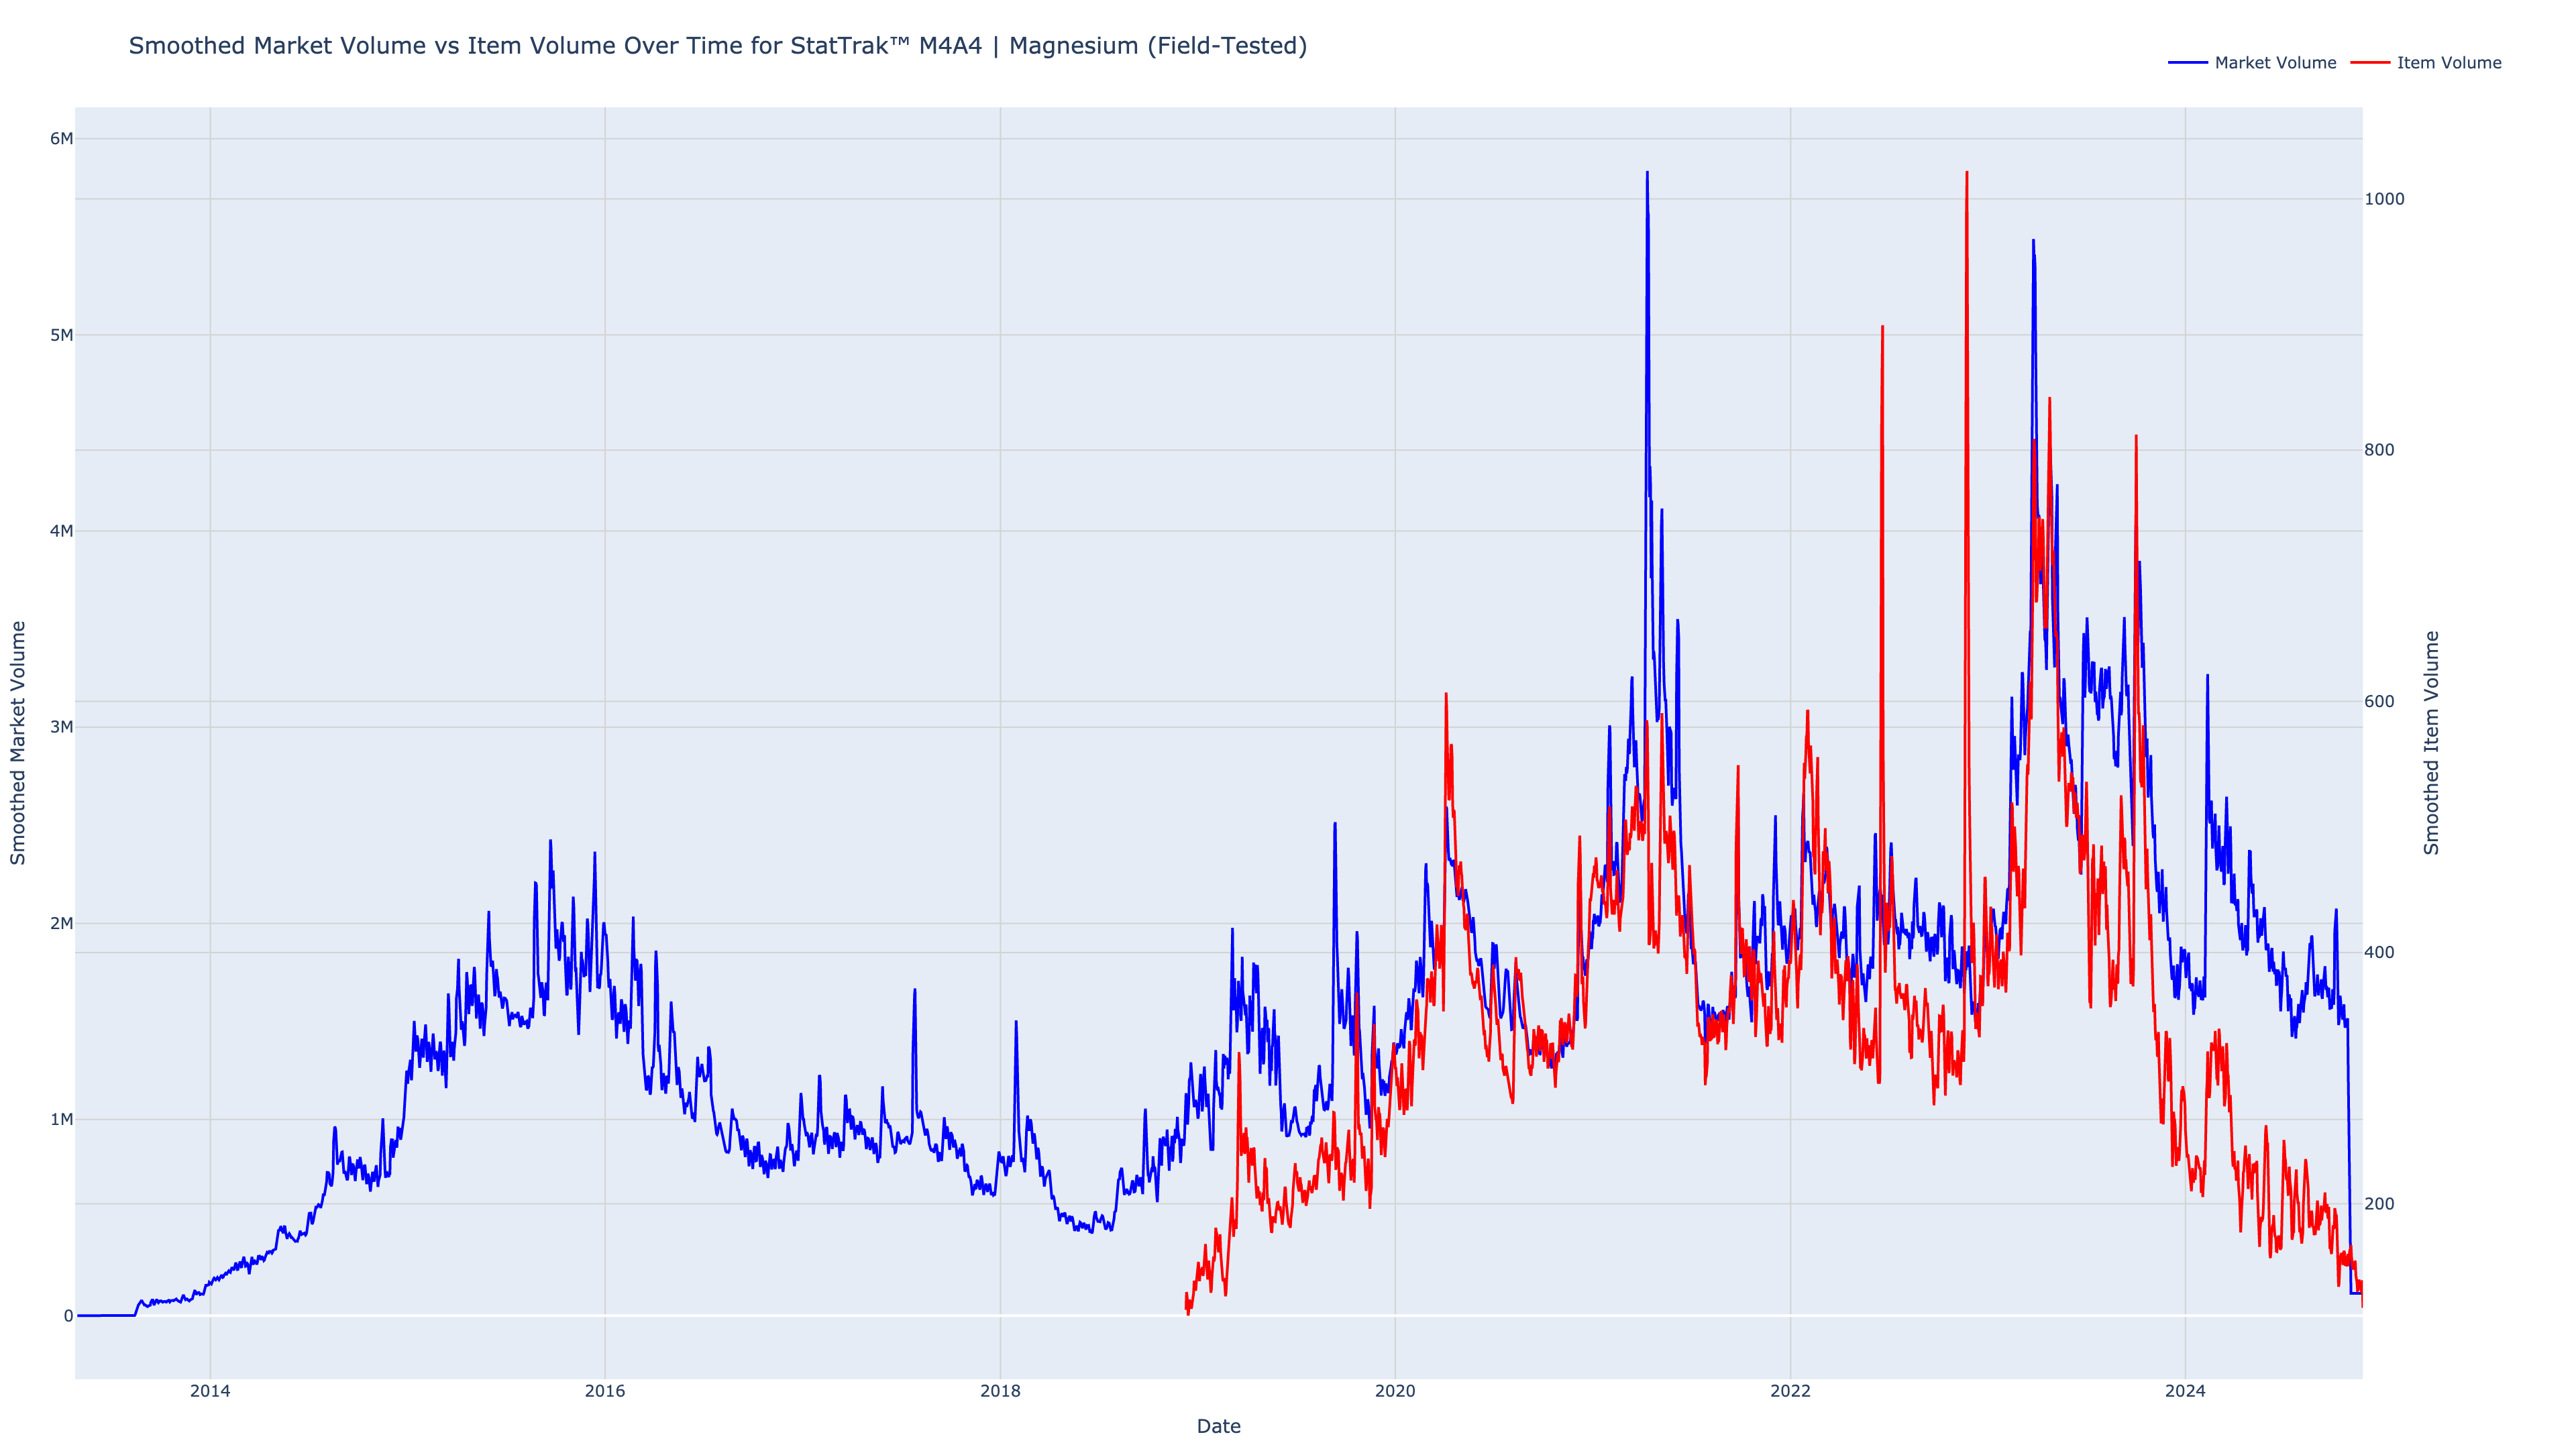 Smoothed Market Volume vs Item Volume Over Time for StatTrak™ M4A4 | Magnesium (Field-Tested)
Market Volume
Item Volume
6M
5M
4M
3M
2M
1M
0
Smoothed Market Volume
1000
800
600
400
200
Smoothed Item Volume
2014
2016
2018
2020
2022
2024
Date